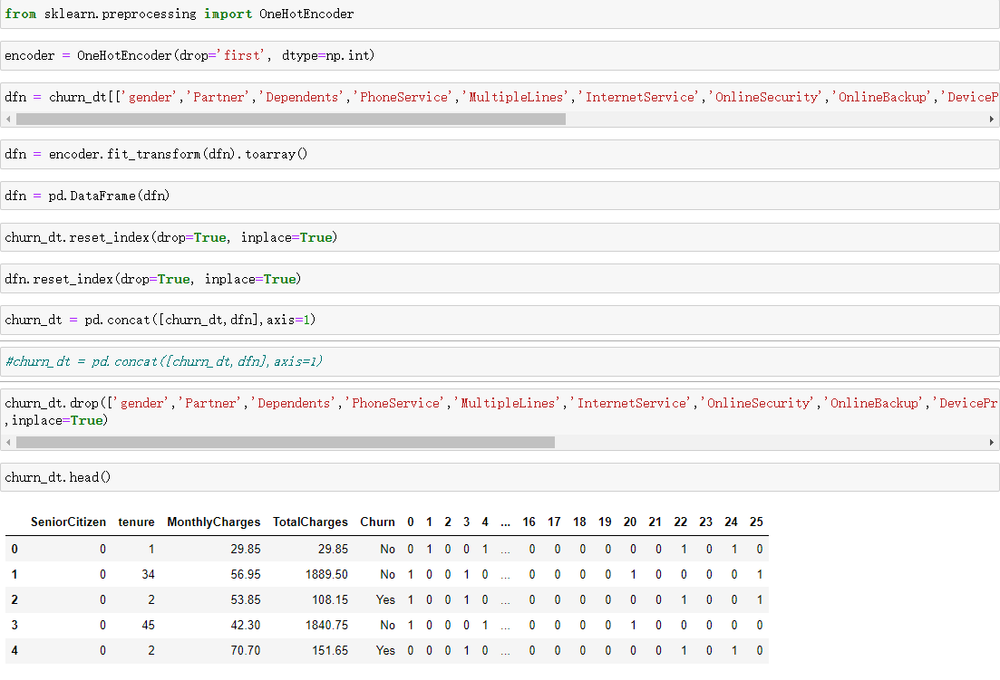 from sklearn.preprocessing import OneHotEncoder
encoder = OneHotEncoder(drop='first', dtype=np.int)
dfn = churn_dt[['gender','Partner','Dependents','PhoneService','MultipleLines','InternetService','OnlineSecurity','OnlineBackup','DeviceP
dfn = encoder.fit_transform(dfn).toarray()
dfn = pd.DataFrame(dfn)
churn_dt.reset_index(drop=True, inplace=True)
dfn.reset_index(drop=True, inplace=True)
churn_dt = pd.concat([churn_dt,dfn],axis=1)
#churn_dt = pd.concat([churn_dt,dfn],axis=1)
churn_dt.drop(['gender','Partner','Dependents','PhoneService','MultipleLines','InternetService','OnlineSecurity','OnlineBackup','DevicePr
,inplace=True)
churn_dt.head()
SeniorCitizen tenure MonthlyCharges TotalCharges Churn 0 1 2 3 4 ... 16 17 18 19 20 21 22 23 24 25
0 0 1 29.85 29.85 No 0 1 0 0 1 ... 0 0 0 0 0 0 1 0 1 0
1 0 34 56.95 1889.50 No 1 0 0 1 0 ... 0 0 0 0 1 0 0 0 0 1
2 0 2 53.85 108.15 Yes 1 0 0 1 0 ... 0 0 0 0 0 0 1 0 0 1
3 0 45 42.30 1840.75 No 1 0 0 0 1 ... 0 0 0 0 1 0 0 0 0 0
4 0 2 70.70 151.65 Yes 0 0 0 1 0 ... 0 0 0 0 0 0 1 0 1 0